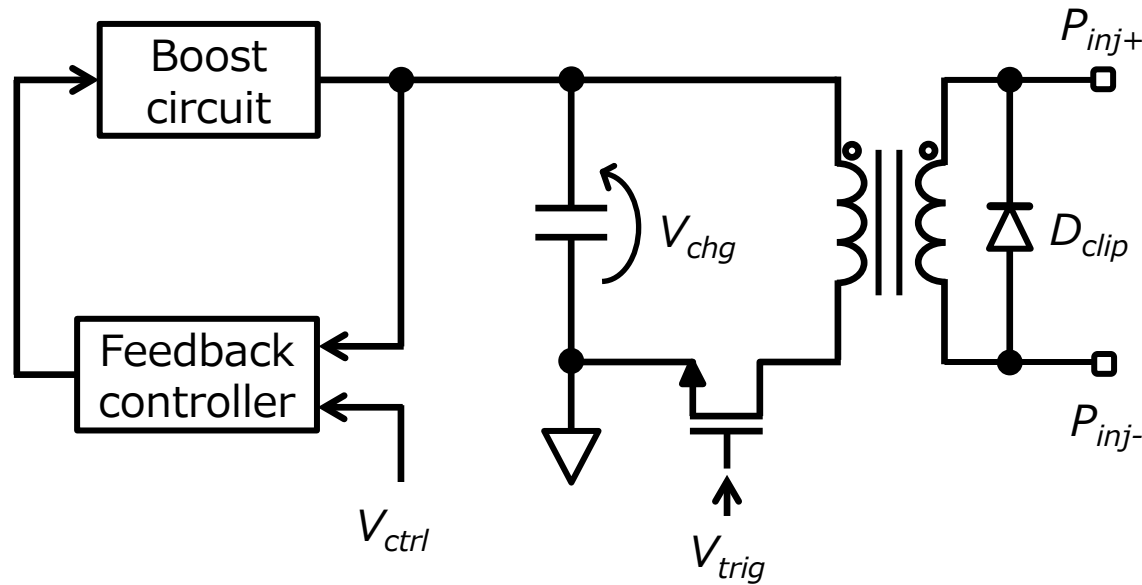 Boost
circuit
P_inj+
V_chg
D_clip
Feedback
controller
P_inj-
V_ctrl
V_trig